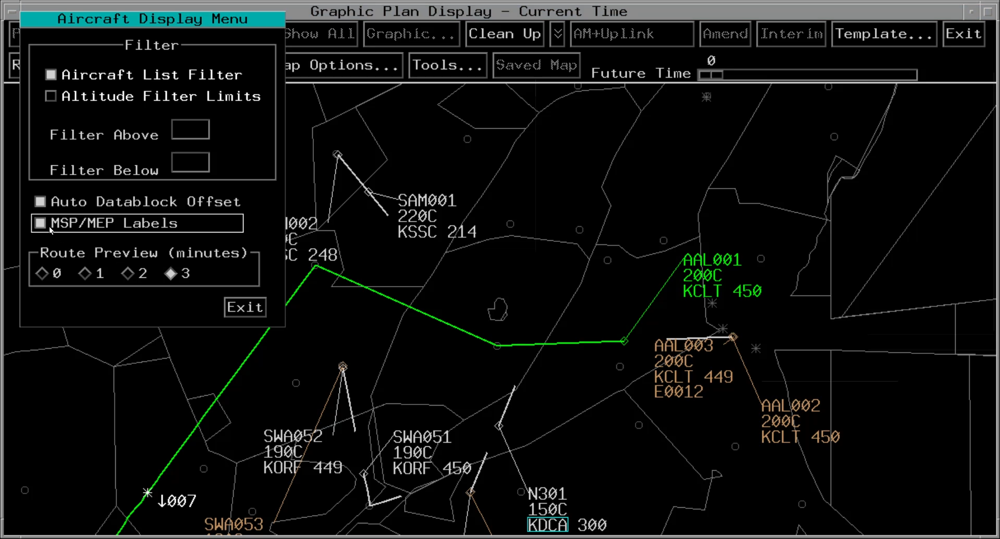 Graphic Plan Display - Current Time
Aircraft Display Menu
Show All
Graphic...
Clean Up
AM+Uplink
Amend
Interim
Template...
Exit
Options...
Tools...
Saved Map
Future Time
0
Filter
Aircraft List Filter
Altitude Filter Limits
Filter Above
Filter Below
Auto Datablock Offset
MSP/MEP Labels
Route Preview (minutes)
0 1 2 3
Exit
002
C
C 248
SAM001
220C
KSSC 214
AAL001
200C
KCLT 450
AAL003
200C
KCLT 449
E0012
AAL002
200C
KCLT 450
SWA052
190C
KORF 449
SWA051
190C
KORF 450
N301
150C
KDCA 300
↓007
SWA053